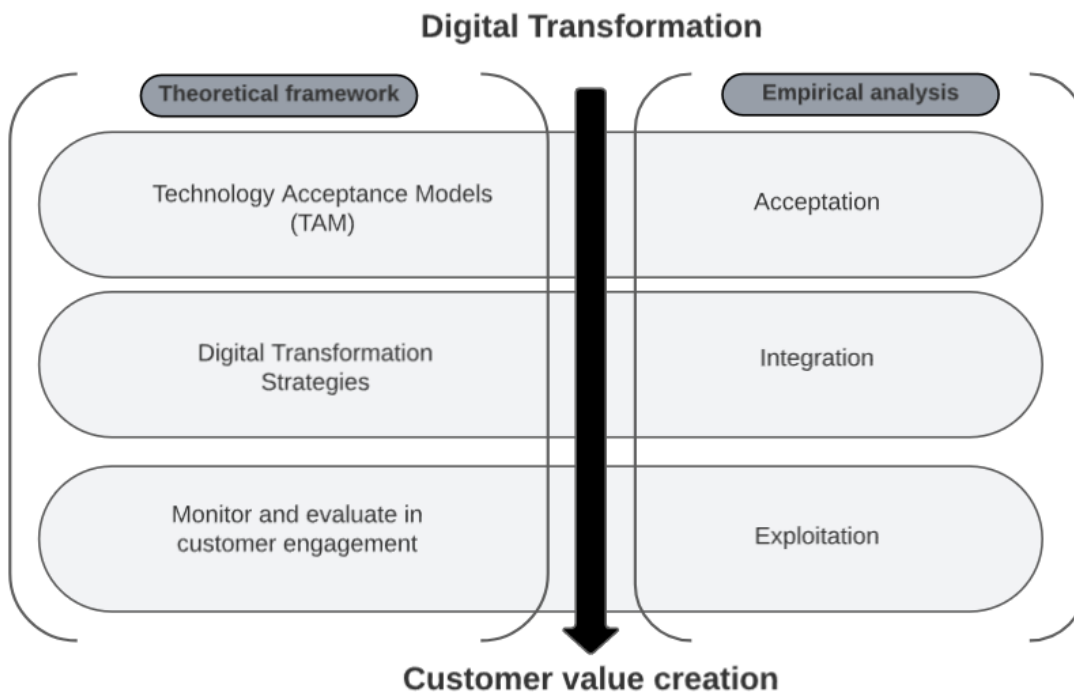 Digital Transformation
Theoretical framework
Empirical analysis
Technology Acceptance Models
(TAM)
Acceptation
Digital Transformation
Strategies
Integration
Monitor and evaluate in
customer engagement
Exploitation
Customer value creation